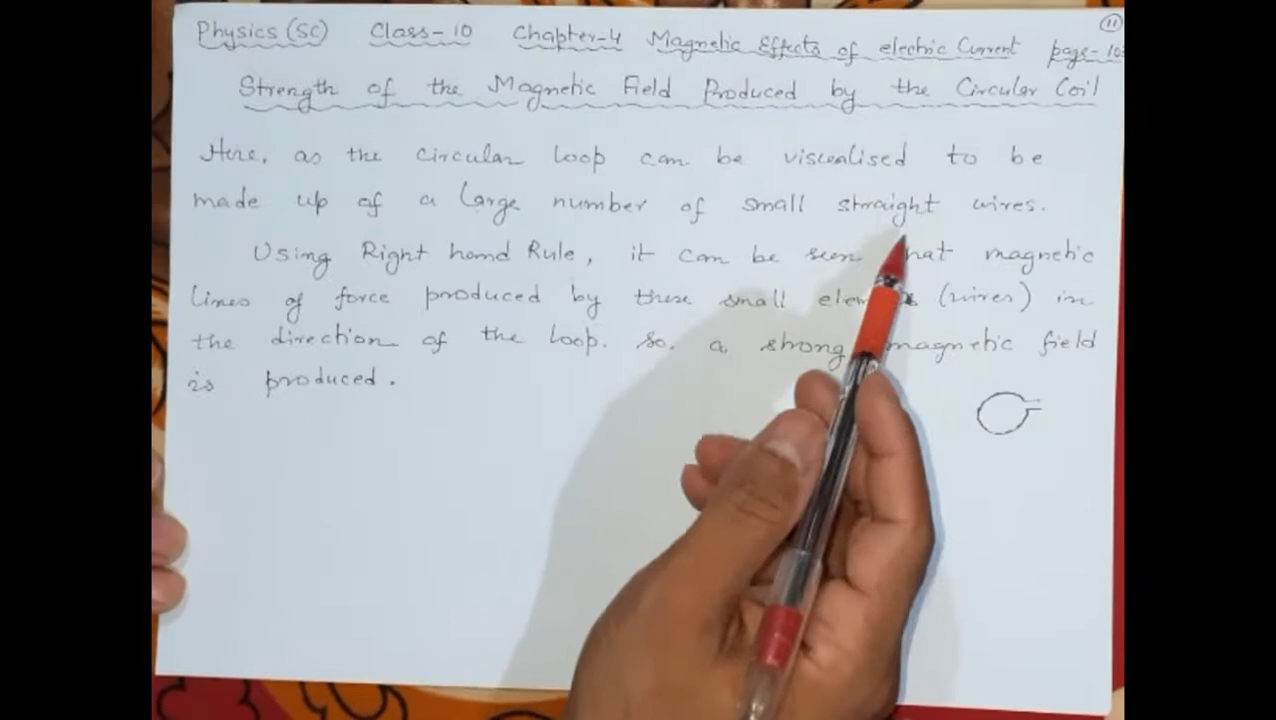 11
Physics (SC) Class-10 Chapter-4 Magnetic Effects of electric Current page-10
Strength of the Magnetic Field Produced by the Circular Coil
Here, as the circular loop can be visualised to be
made up of a large number of small straight wires.
Using Right hand Rule, it can be seen magnetic
lines of force produced by these small (wires) in
the direction of the loop. So, a strong magnetic field
is produced.